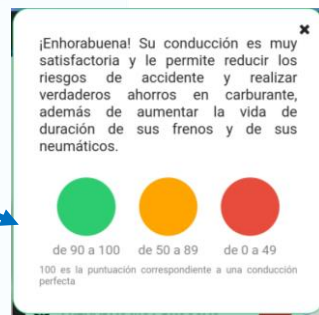 ¡Enhorabuena! Su conducción es muy
satisfactoria y le permite reducir los
riesgos de accidente y realizar
verdaderos ahorros en carburante,
además de aumentar la vida de
duración de sus frenos y de sus
neumáticos.
de 90 a 100 de 50 a 89 de 0 a 49
100 es la puntuación correspondiente a una conducción
perfecta